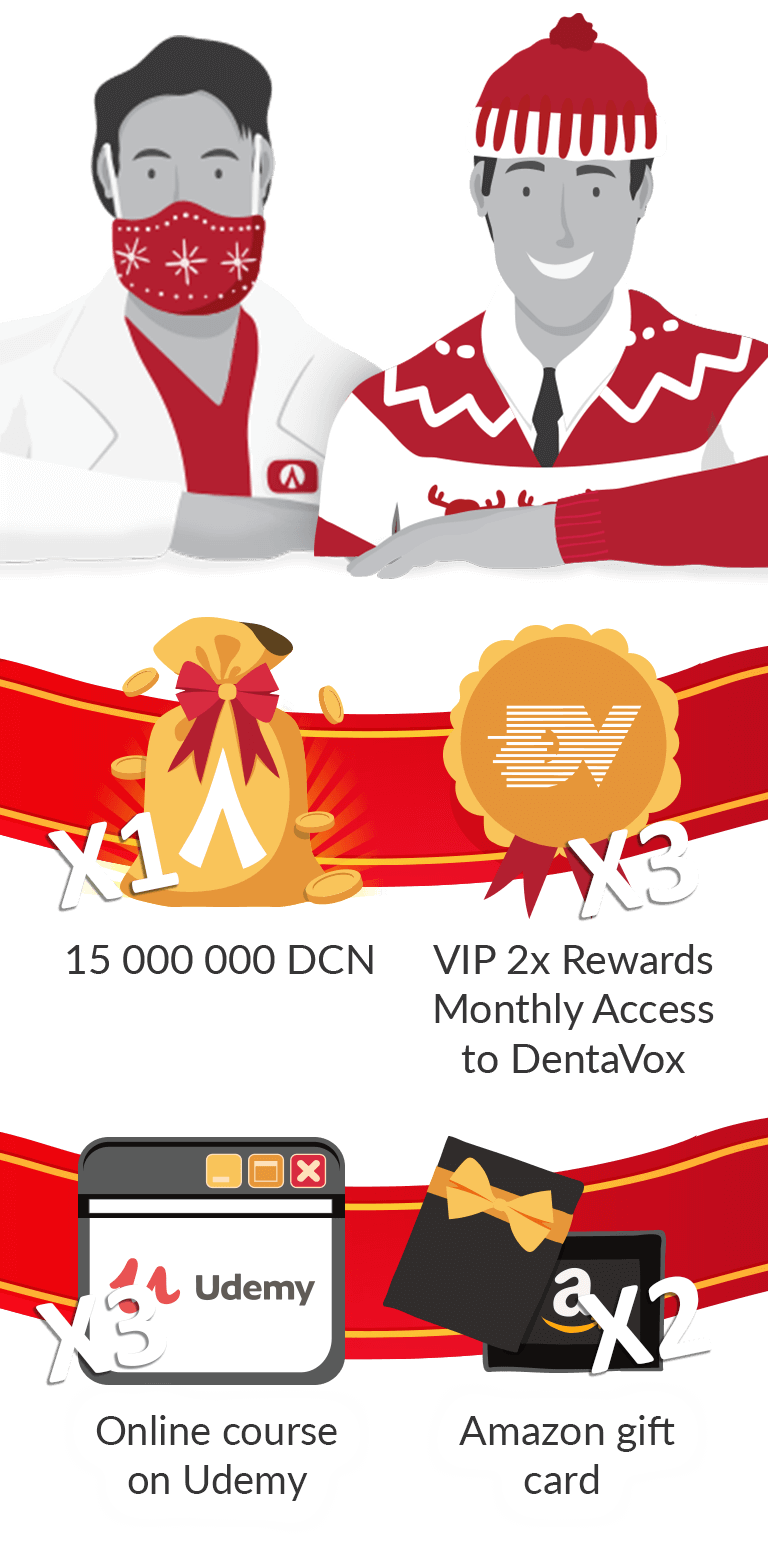 X1
X3
15 000 000 DCN
VIP 2x Rewards
Monthly Access
to DentaVox
Udemy
X3
a
X2
Online course
on Udemy
Amazon gift
card